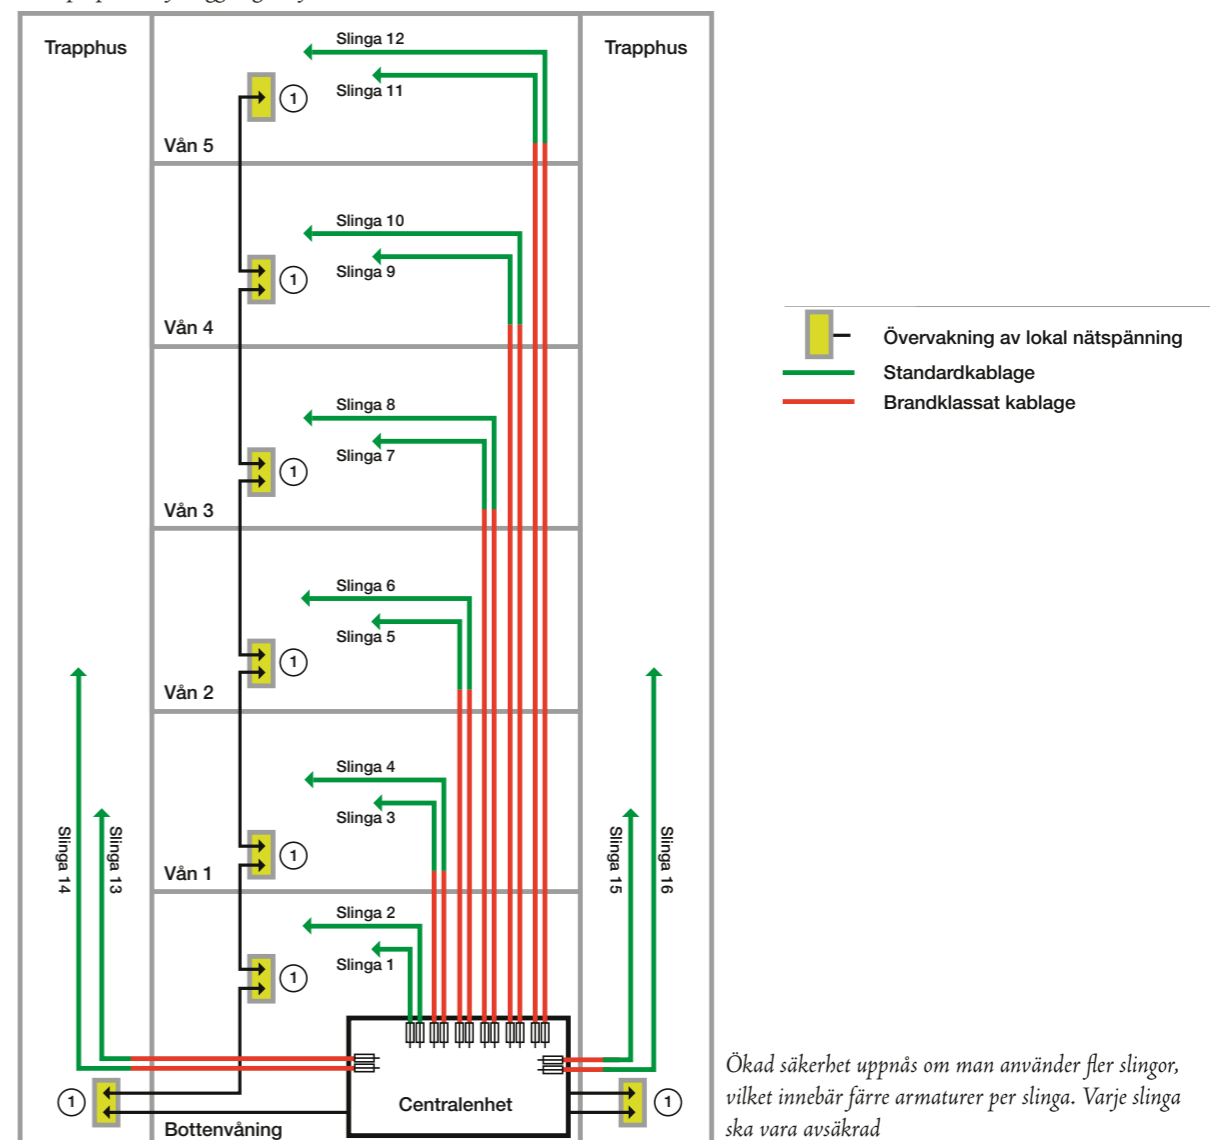 Trapphus
Trapphus
Slinga 12
Slinga 11
1
Vån 5
Slinga 10
Slinga 9
1
Vån 4
Slinga 8
Slinga 7
1
Vån 3
Slinga 6
Slinga 5
1
Vån 2
Slinga 4
Slinga 3
1
Vån 1
Slinga 14
Slinga 13
Slinga 15
Slinga 16
Slinga 2
Slinga 1
1
1
Centralenhet
1
Bottenvåning
Övervakning av lokal nätspänning
Standardkablage
Brandklassat kablage
Ökad säkerhet uppnås om man använder fler slingor,
vilket innebär färre armaturer per slinga. Varje slinga
ska vara avsäkrad